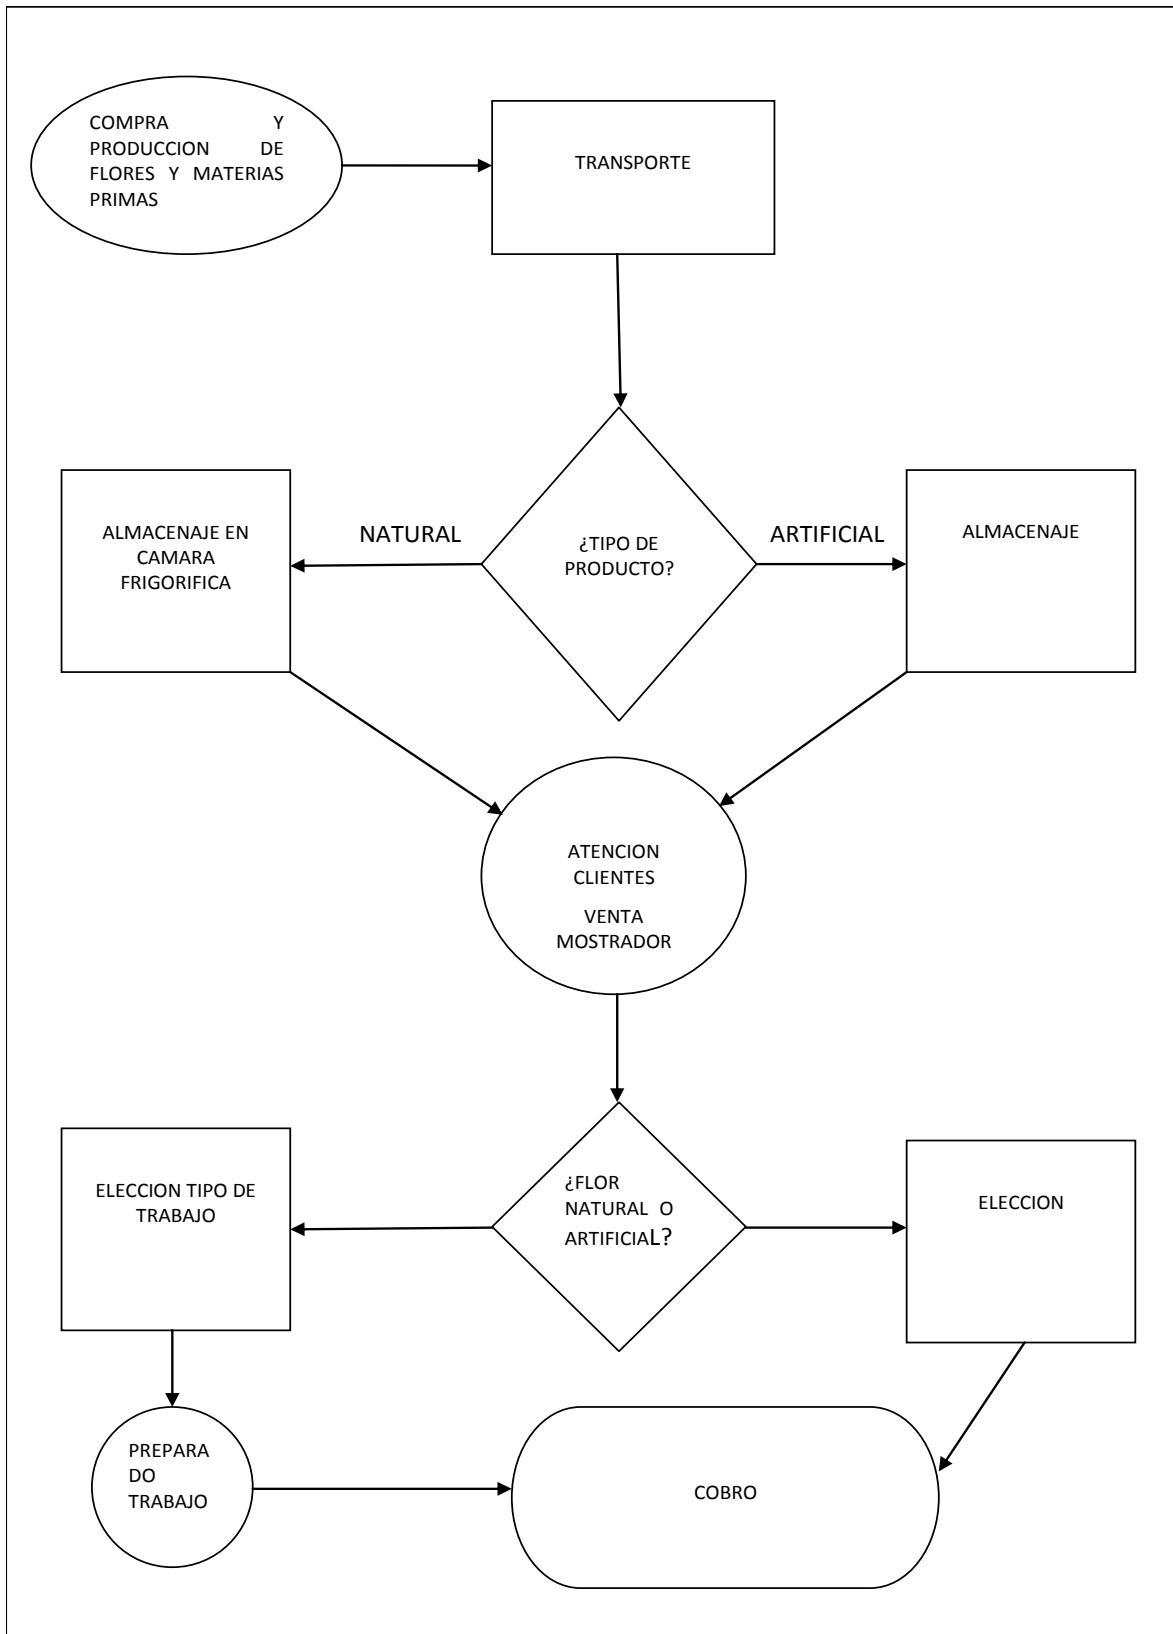 COMPRA Y
PRODUCCION DE
FLORES Y MATERIAS
PRIMAS
TRANSPORTE
ALMACENAJE EN
CAMARA
FRIGORIFICA
NATURAL
¿TIPO DE
PRODUCTO?
ARTIFICIAL
ALMACENAJE
ATENCION
CLIENTES
VENTA
MOSTRADOR
ELECCION TIPO DE
TRABAJO
¿FLOR
NATURAL O
ARTIFICIAL?
ELECCION
PREPARA
DO
TRABAJO
COBRO